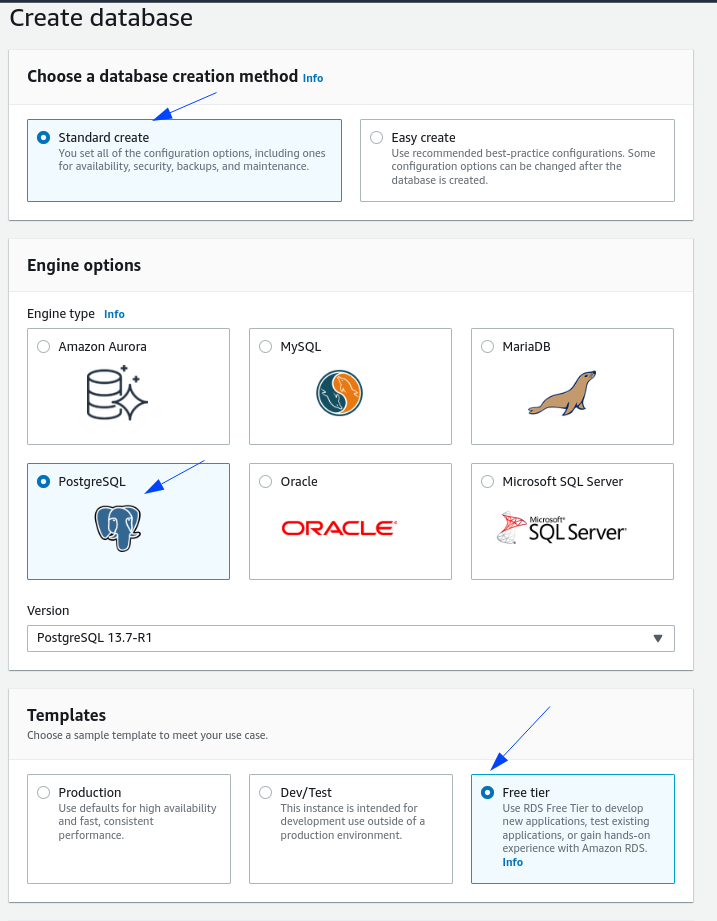 Create database
Choose a database creation method Info
Standard create
You set all of the configuration options, including ones
for availability, security, backups, and maintenance.
Easy create
Use recommended best-practice configurations. Some
configuration options can be changed after the
database is created.
Engine options
Engine type Info
Amazon Aurora
MySQL
MariaDB
PostgreSQL
Oracle
ORACLE
Microsoft SQL Server
Microsoft®
SQL Server
Version
PostgreSQL 13.7-R1
Templates
Choose a sample template to meet your use case.
Production
Use defaults for high availability
and fast, consistent
performance.
Dev/Test
This instance is intended for
development use outside of a
production environment.
Free tier
Use RDS Free Tier to develop
new applications, test existing
applications, or gain hands-on
experience with Amazon RDS.
Info